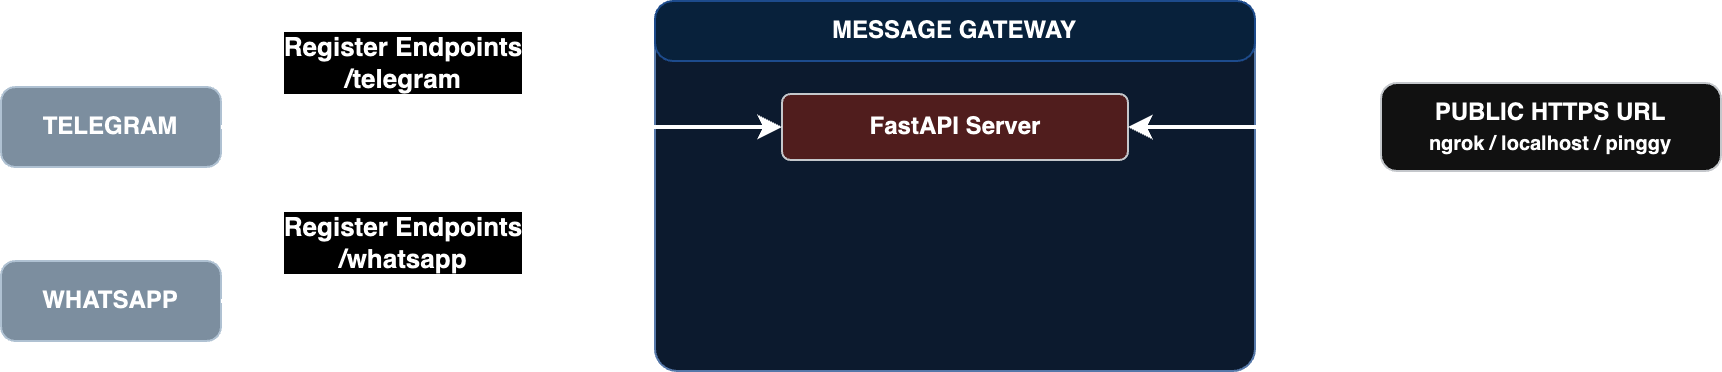 Register Endpoints
/telegram
TELEGRAM
Register Endpoints
/whatsapp
WHATSAPP
MESSAGE GATEWAY
FastAPI Server
PUBLIC HTTPS URL
ngrok / localhost / pinggy